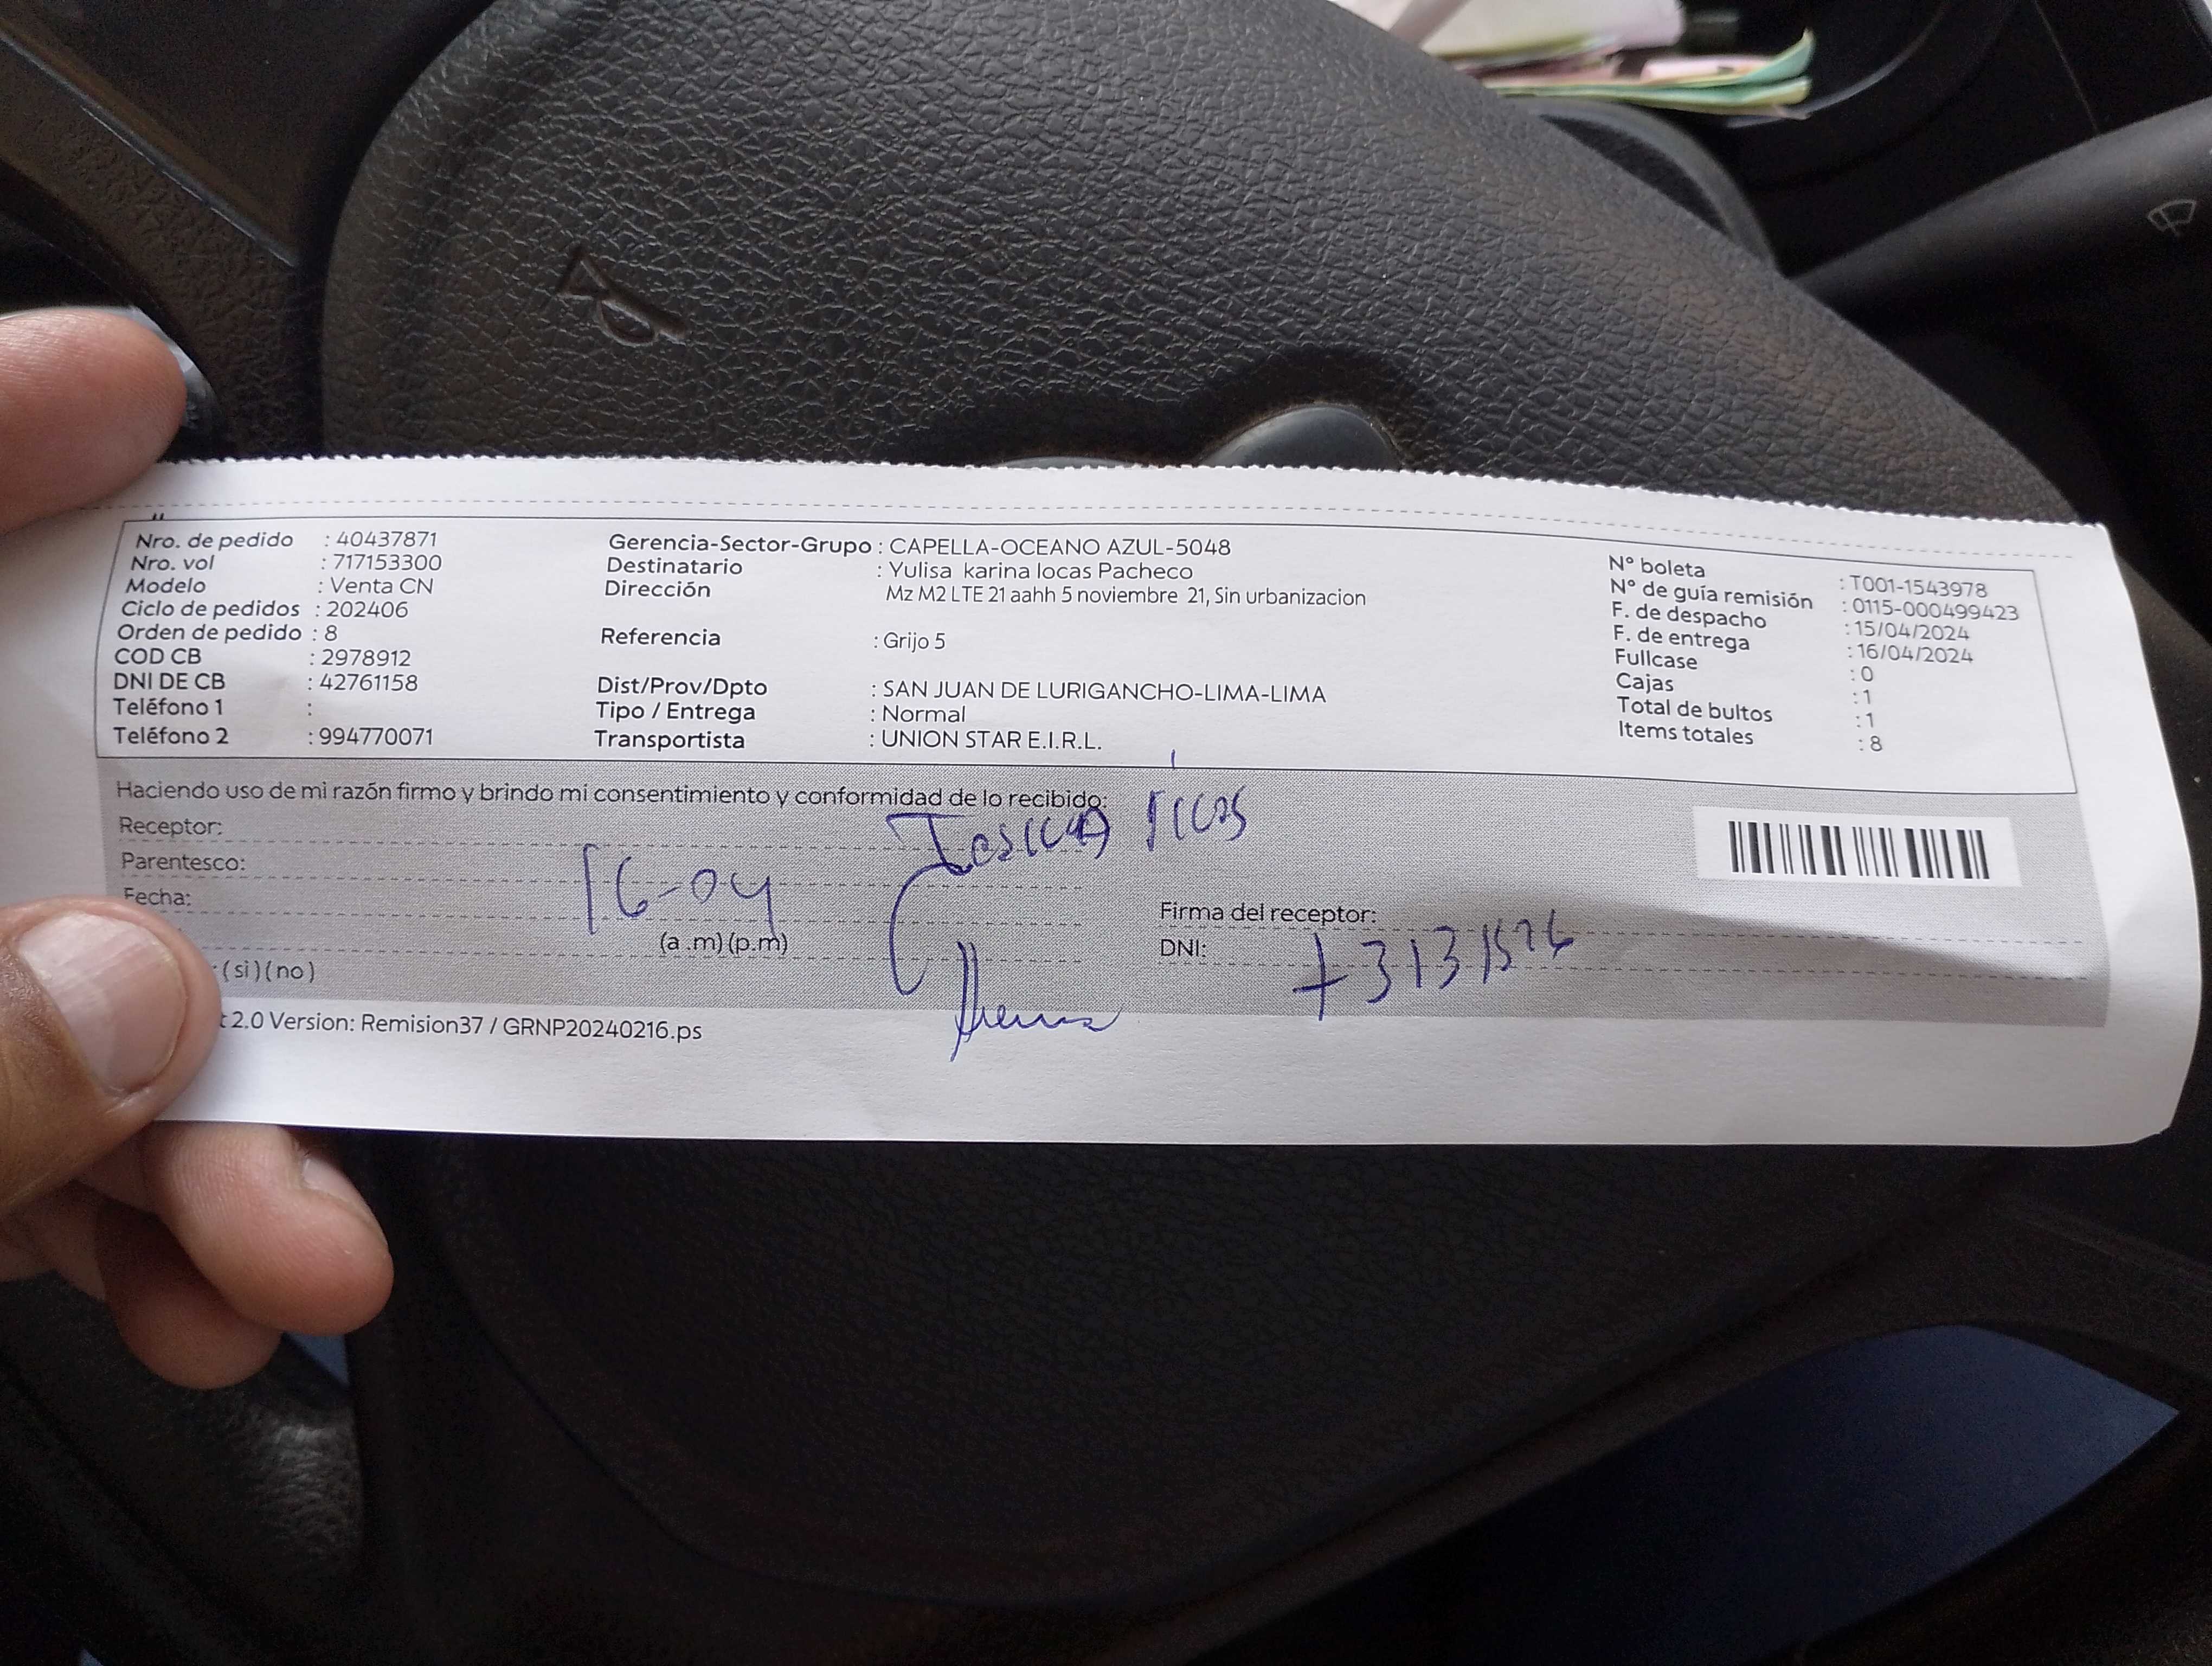 Nro. de pedido : 40437871
Nro. vol : 717153300
Modelo : Venta CN
Ciclo de pedidos : 202406
Orden de pedido : 8
COD CB : 2978912
DNI DE CB : 42761158
Teléfono 1 :
Teléfono 2 : 994770071
Gerencia-Sector-Grupo : CAPELLA-OCEANO AZUL-5048
Destinatario : Yulisa karina locas Pacheco
Dirección Mz M2 LTE 21 aahh 5 noviembre 21, Sin urbanizacion
Referencia : Grijo 5
Dist/Prov/Dpto : SAN JUAN DE LURIGANCHO-LIMA-LIMA
Tipo / Entrega : Normal
Transportista : UNION STAR E.I.R.L.
N° boleta : T001-1543978
N° de guía remisión : 0115-000499423
F. de despacho : 15/04/2024
F. de entrega : 16/04/2024
Fullcase : 0
Cajas : 1
Total de bultos : 1
Items totales : 8
Haciendo uso de mi razón firmo y brindo mi consentimiento y conformidad de lo recibido:
Receptor:
Parentesco:
Fecha: 16-04
(a .m) (p.m)
: (si) (no)
Firma del receptor:
DNI: 73131576
t 2.0 Version: Remision37 / GRNP20240216.ps